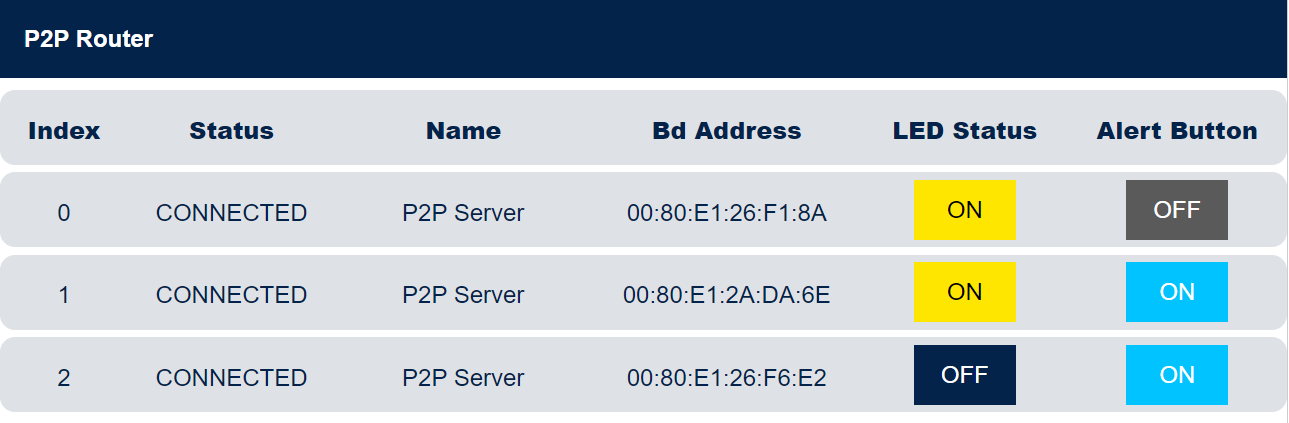 P2P Router
Index Status Name Bd Address LED Status Alert Button
0 CONNECTED P2P Server 00:80:E1:26:F1:8A ON OFF
1 CONNECTED P2P Server 00:80:E1:2A:DA:6E ON ON
2 CONNECTED P2P Server 00:80:E1:26:F6:E2 OFF ON